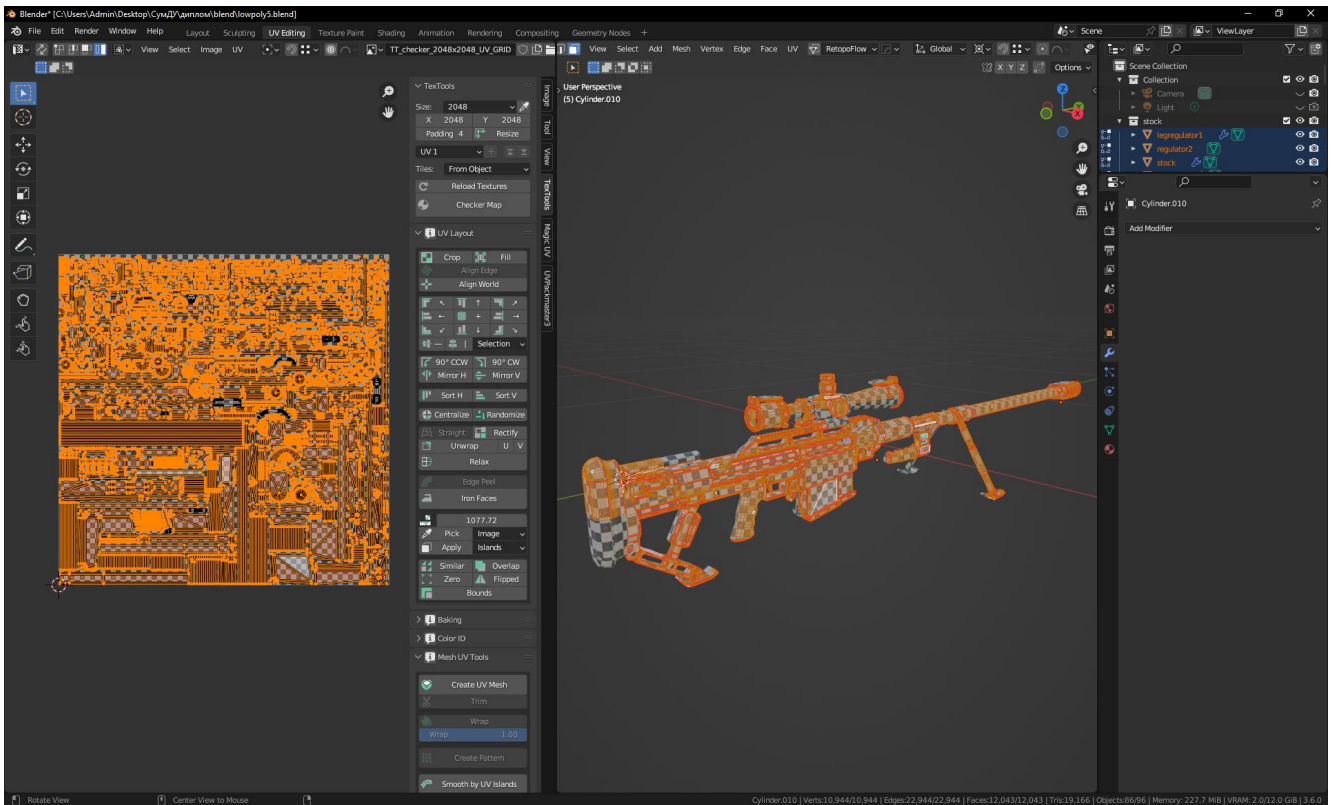 Blender* [C:\Users\Admin\Desktop\СумДУ\диплом\blend\lowpoly5.blend]
File Edit Render Window Help Layout Sculpting UV Editing Texture Paint Shading Animation Rendering Compositing Geometry Nodes + Scene ViewLayer
View Select Image UV TT_checker_2048x2048_UV_GRID View Select Add Mesh Vertex Edge Face UV RetopoFlow Global
X Y Z Options
TexTools
Size: 2048
X 2048 Y 2048
Padding 4 Resize
UV 1
Tiles: From Object
Reload Textures
Checker Map
UV Layout
Crop Fill
Align Edge
Align World
Selection
90° CCW 90° CW
Mirror H Mirror V
Sort H Sort V
Centralize Randomize
Straight Rectify
Unwrap U V
Relax
Edge Peel
Iron Faces
1077.72
Pick Image
Apply Islands
Similar Overlap
Zero Flipped
Bounds
Baking
Color ID
Mesh UV Tools
Create UV Mesh
Trim
Wrap
Wrap 1.00
Create Pattern
Smooth by UV Islands
Image
Tool
View
TexTools
Magic UV
UVPackmaster3
User Perspective
(5) Cylinder.010
Z
Scene Collection
Collection
Camera
Light
stock
legregulator1
regulator2
stock
Cylinder.010
Add Modifier
Rotate View Center View to Mouse
Cylinder.010 | Verts:10,944/10,944 | Edges:22,944/22,944 | Faces:12,043/12,043 | Tris:19,166 | Objects:86/96 | Memory: 227.7 MiB | VRAM: 2.0/12.0 GiB | 3.6.0